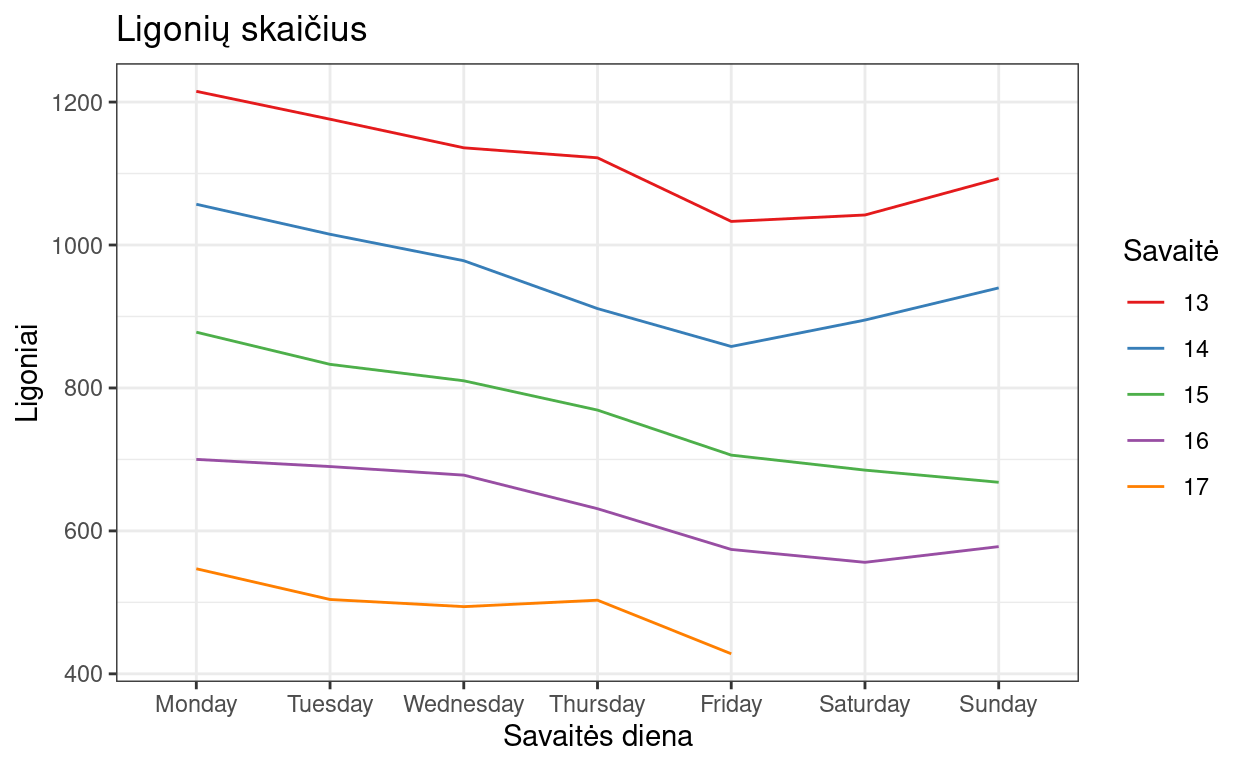 Ligonių skaičius
Ligoniai
1200
1000
800
600
400
Monday Tuesday Wednesday Thursday Friday Saturday Sunday
Savaitės diena
Savaitė
13
14
15
16
17